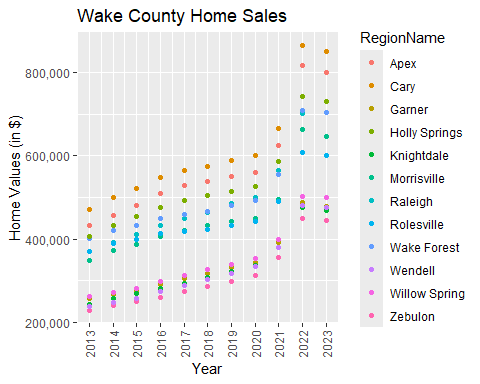 Wake County Home Sales
Home Values (in $)
800,000
600,000
400,000
200,000
2013 2014 2015 2016 2017 2018 2019 2020 2021 2022 2023
Year
RegionName
Apex
Cary
Garner
Holly Springs
Knightdale
Morrisville
Raleigh
Rolesville
Wake Forest
Wendell
Willow Spring
Zebulon